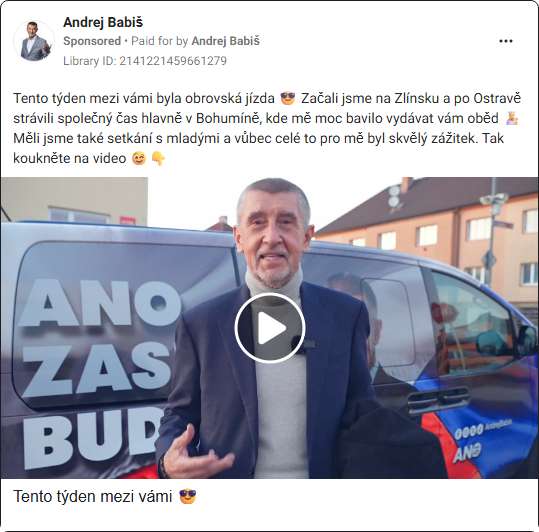 Andrej Babiš
Sponsored • Paid for by Andrej Babiš
Library ID: 2141221459661279
Tento týden mezi vámi byla obrovská jízda 😎 Začali jsme na Zlínsku a po Ostravě
strávili společný čas hlavně v Bohumíně, kde mě moc bavilo vydávat vám oběd 🧑‍🍳
Měli jsme také setkání s mladými a vůbec celé to pro mě byl skvělý zážitek. Tak
koukněte na video 😊 👇
ANO
ZAS
BUD
AndrejBabis
ANO
Tento týden mezi vámi 😎